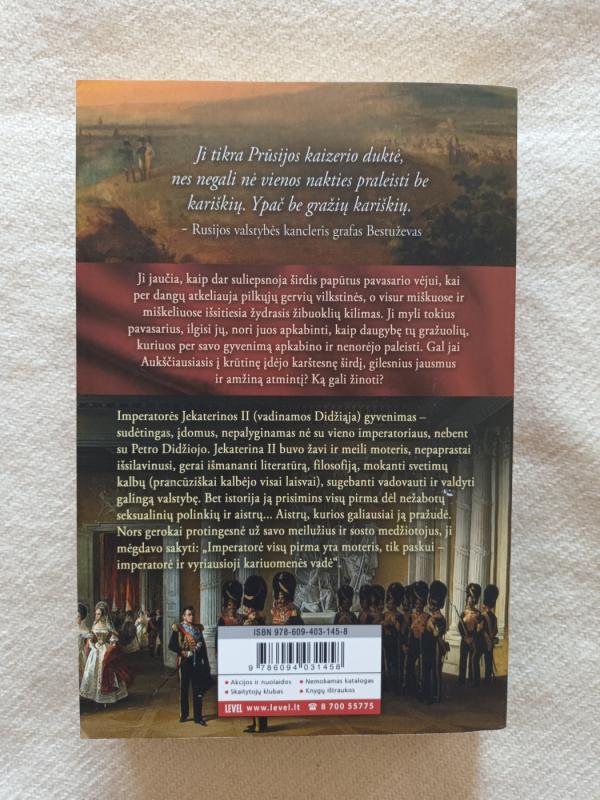 Ji tikra Prūsijos kaizerio duktė,
nes negali nė vienos nakties praleisti be
kariškių. Ypač be gražių kariškių.
- Rusijos valstybės kancleris grafas Bestuževas
Ji jaučia, kaip dar suliepsnoja širdis papūtus pavasario vėjui, kai
per dangų atkeliauja pilkųjų gervių vilkstinės, o visur miškuose ir
miškeliuose išsitiesia žydrasis žibuoklių kilimas. Ji myli tokius
pavasarius, ilgisi jų, nori juos apkabinti, kaip daugybę tų gražuolių,
kuriuos per savo gyvenimą apkabino ir nenorėjo paleisti. Gal jai
Aukščiausiasis į krūtinę įdėjo karštesnę širdį, gilesnius jausmus
ir amžiną atmintį? Ką gali žinoti?
Imperatorės Jekaterinos II (vadinamos Didžiąja) gyvenimas –
sudėtingas, įdomus, nepalyginamas nė su vieno imperatoriaus, nebent
su Petro Didžiojo. Jekaterina II buvo žavi ir meili moteris, nepaprastai
išsilavinusi, gerai išmananti literatūrą, filosofiją, mokanti svetimų
kalbų (prancūziškai kalbėjo visai laisvai), sugebanti vadovauti ir valdyti
galingą valstybę. Bet istorija ją prisimins visų pirma dėl nežabotų
seksualinių polinkių ir aistrų... Aistrų, kurios galiausiai ją pražudė.
Nors gerokai protingesnė už savo meilužius ir sosto medžiotojus, ji
mėgdavo sakyti: „Imperatorė visų pirma yra moteris, tik paskui –
imperatorė ir vyriausioji kariuomenės vadė“.
ISBN 978-609-403-145-8
9 786094 031458
• Akcijos ir nuolaidos • Nemokamas katalogas
• Skaitytojų klubas • Knygų ištraukos
LEVEL www.level.lt ☎ 8 700 55775